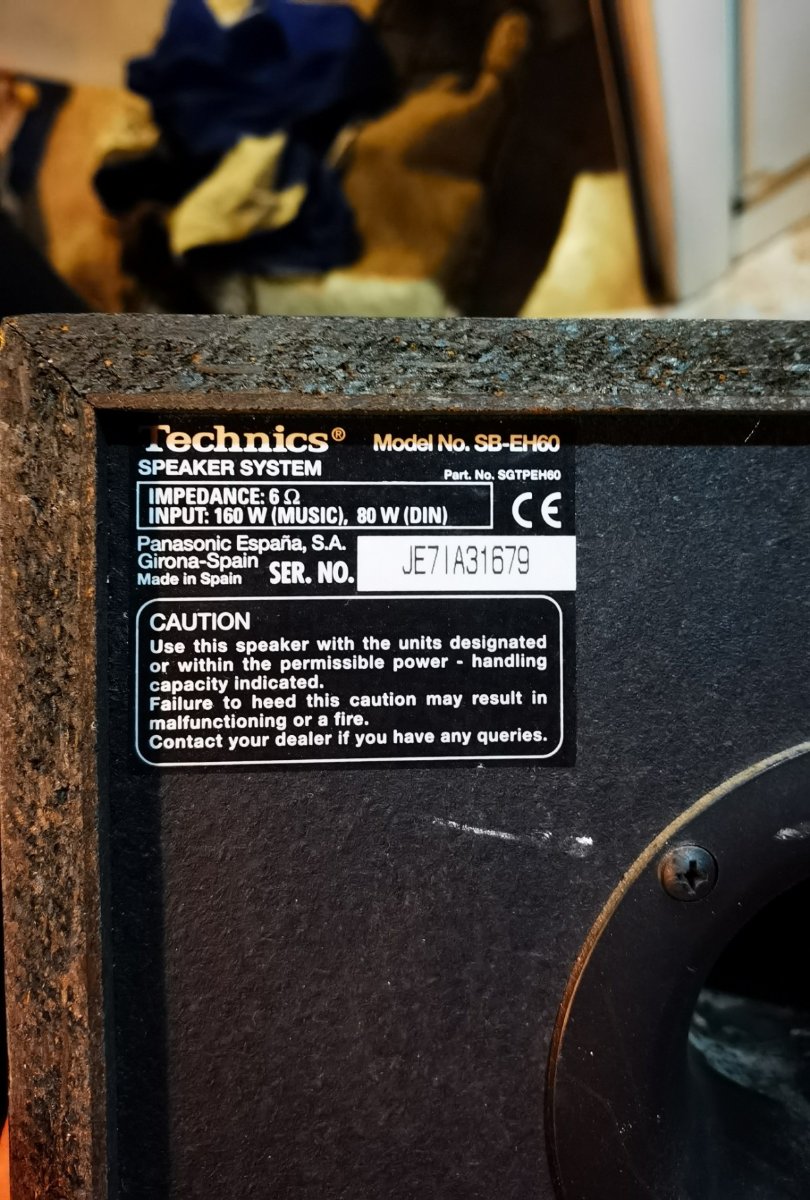 Technics® Model No. SB-EH60
SPEAKER SYSTEM Part. No. SGTPEH60
IMPEDANCE: 6 Ω
INPUT: 160 W (MUSIC), 80 W (DIN)
CE
Panasonic España, S.A.
Girona-Spain
Made in Spain SER. NO. JE7IA31679
CAUTION
Use this speaker with the units designated
or within the permissible power - handling
capacity indicated.
Failure to heed this caution may result in
malfunctioning or a fire.
Contact your dealer if you have any queries.